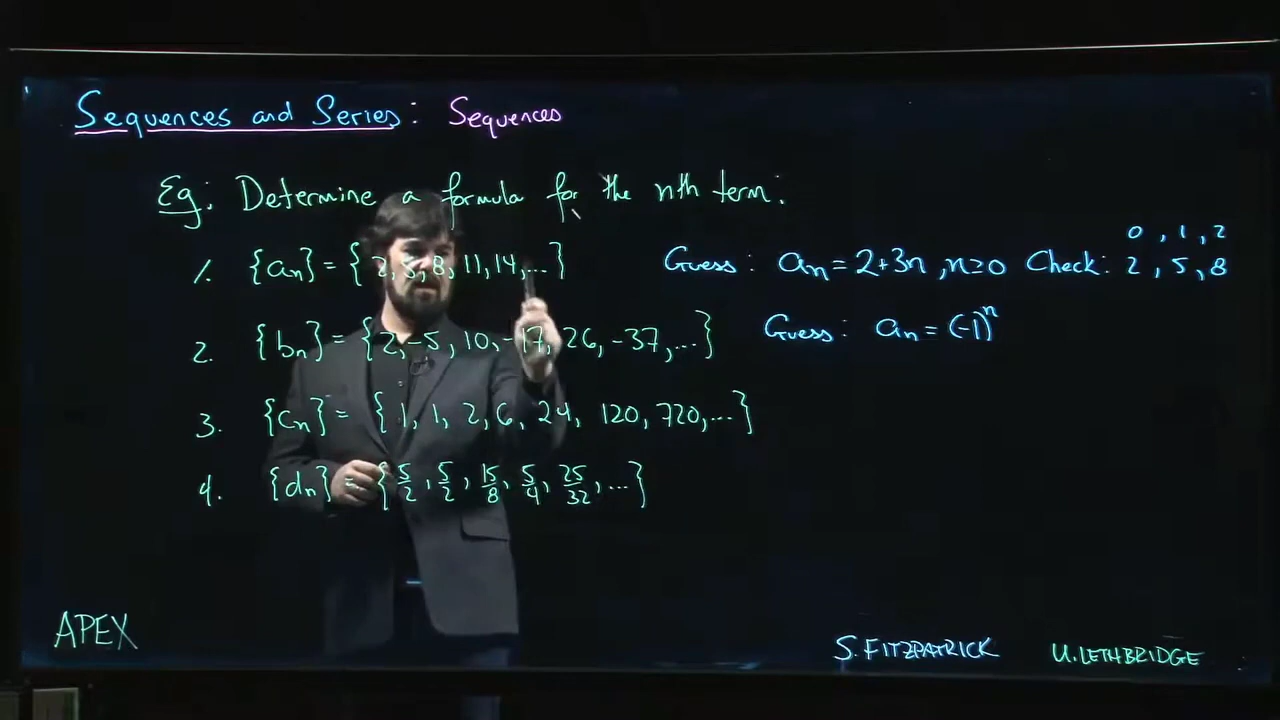 Sequences and Series: Sequences
Eg: Determine a formula for the nth term:
1. {an} = { 2, 5, 8, 11, 14, ... } Guess: an = 2+3n, n≥0 Check: 2, 5, 8
0, 1, 2
2. {bn} = { 2, -5, 10, -17, 26, -37, ... } Guess: an = (-1)^n
3. {cn} = { 1, 1, 2, 6, 24, 120, 720, ... }
4. {dn} = { 5/2, 5/2, 15/8, 5/4, 25/32, ... }
APEX
S. FITZPATRICK U. LETHBRIDGE